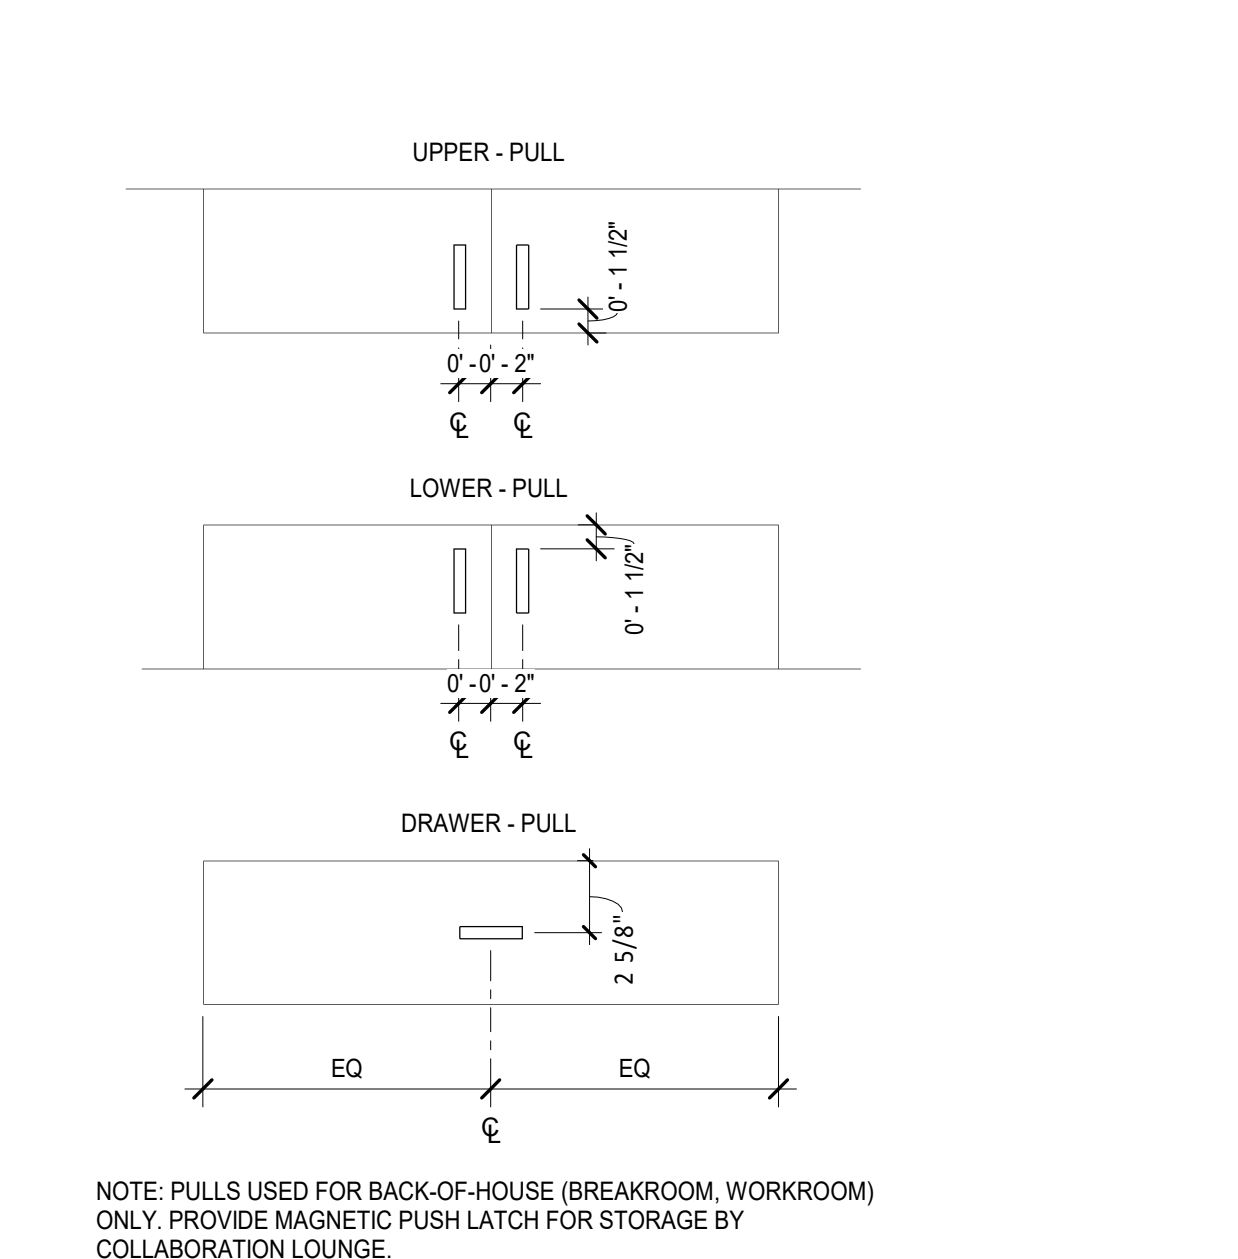 UPPER - PULL
0' - 1 1/2"
0' - 0' - 2"
℄ ℄
LOWER - PULL
0' - 1 1/2"
0' - 0' - 2"
℄ ℄
DRAWER - PULL
2 5/8"
EQ EQ
℄
NOTE: PULLS USED FOR BACK-OF-HOUSE (BREAKROOM, WORKROOM)
ONLY. PROVIDE MAGNETIC PUSH LATCH FOR STORAGE BY
COLLABORATION LOUNGE.